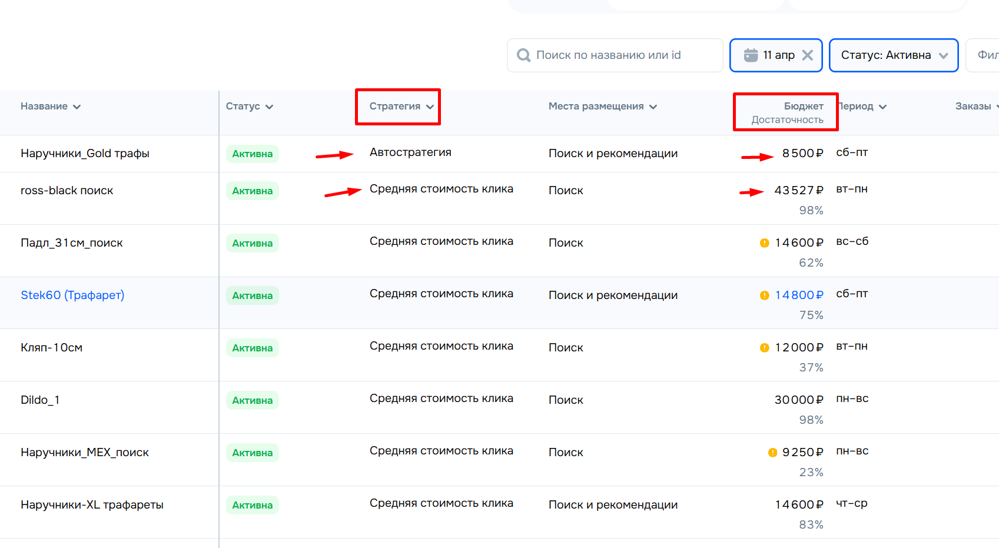 Поиск по названию или id
11 апр
Статус: Активна
Фил
Название
Статус
Стратегия
Места размещения
Бюджет
Достаточность
Период
Заказы
Наручники_Gold трафы
Активна
Автостратегия
Поиск и рекомендации
8 500 ₽
сб–пт
ross-black поиск
Активна
Средняя стоимость клика
Поиск
43 527 ₽
вт–пн
98%
Падл_31см_поиск
Активна
Средняя стоимость клика
Поиск
14 600 ₽
вс–сб
62%
Stek60 (Трафарет)
Активна
Средняя стоимость клика
Поиск и рекомендации
14 800 ₽
сб–пт
75%
Кляп-10см
Активна
Средняя стоимость клика
Поиск
12 000 ₽
вт–пн
37%
Dildo_1
Активна
Средняя стоимость клика
Поиск
30 000 ₽
пн–вс
98%
Наручники_MEX_поиск
Активна
Средняя стоимость клика
Поиск
9 250 ₽
пн–вс
23%
Наручники-XL трафареты
Активна
Средняя стоимость клика
Поиск и рекомендации
14 600 ₽
чт–ср
83%